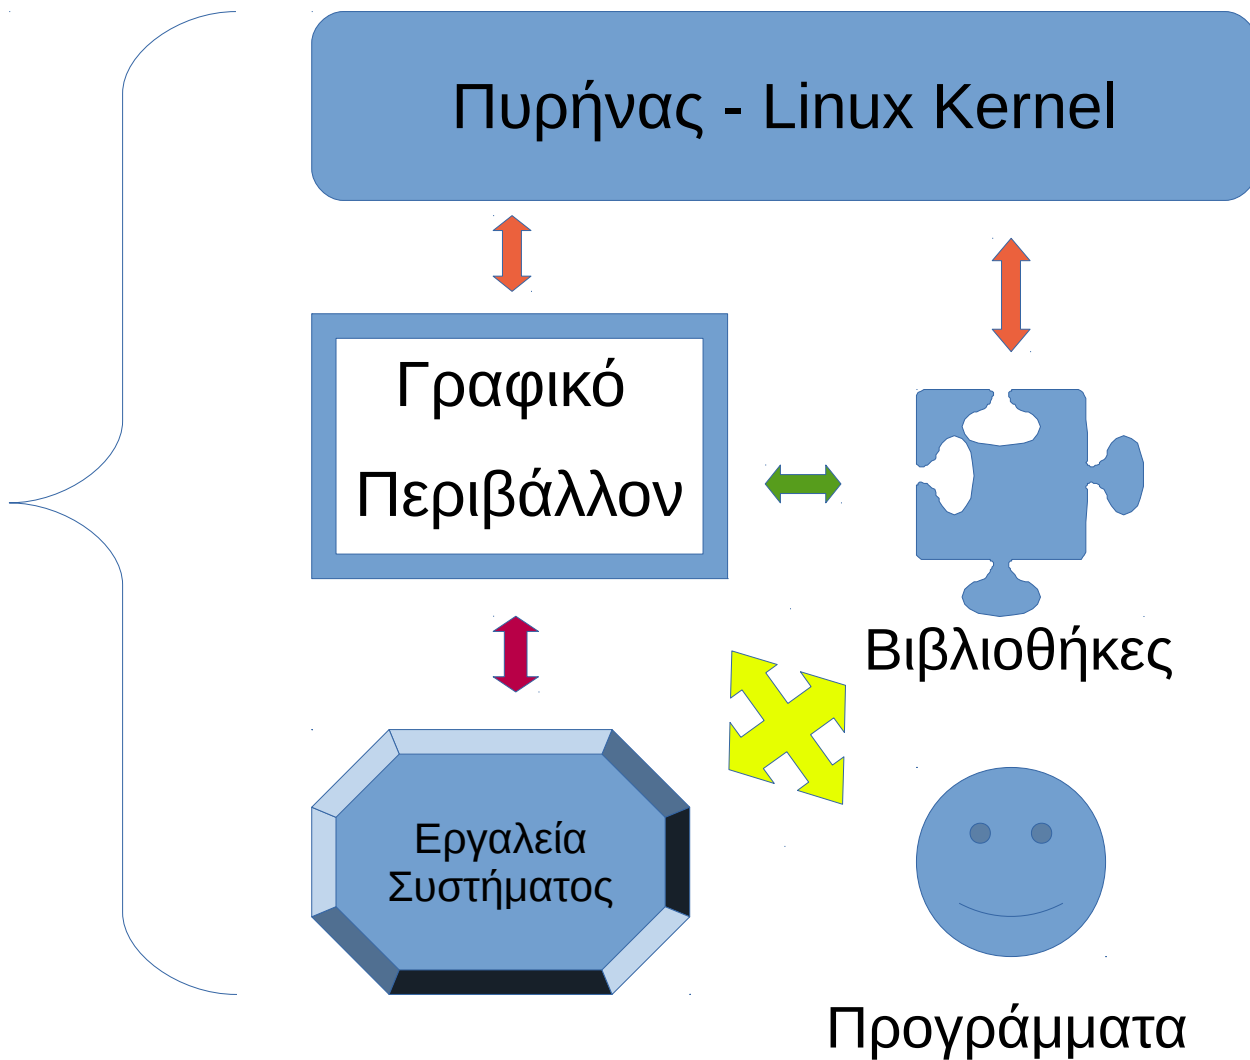 Πυρήνας - Linux Kernel
Γραφικό
Περιβάλλον
Βιβλιοθήκες
Εργαλεία
Συστήματος
Προγράμματα